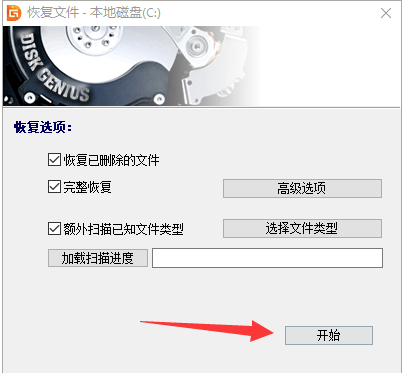 恢复文件 - 本地磁盘(C:)
DISK GENIUS
恢复选项：
恢复已删除的文件
完整恢复
高级选项
额外扫描已知文件类型
选择文件类型
加载扫描进度
开始